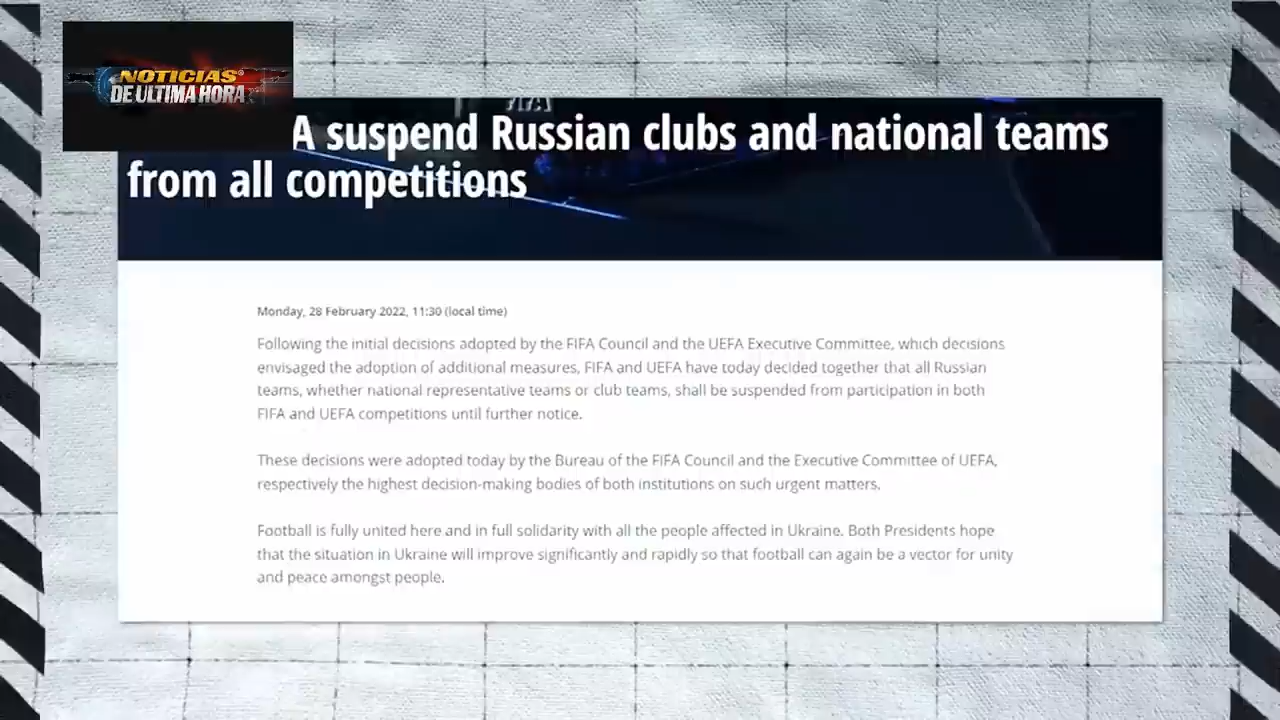 NOTICIAS
DE ULTIMA HORA
FIFA
A suspend Russian clubs and national teams
from all competitions
Monday, 28 February 2022, 11:30 (local time)
Following the initial decisions adopted by the FIFA Council and the UEFA Executive Committee, which decisions
envisaged the adoption of additional measures, FIFA and UEFA have today decided together that all Russian
teams, whether national representative teams or club teams, shall be suspended from participation in both
FIFA and UEFA competitions until further notice.
These decisions were adopted today by the Bureau of the FIFA Council and the Executive Committee of UEFA,
respectively the highest decision-making bodies of both institutions on such urgent matters.
Football is fully united here and in full solidarity with all the people affected in Ukraine. Both Presidents hope
that the situation in Ukraine will improve significantly and rapidly so that football can again be a vector for unity
and peace amongst people.